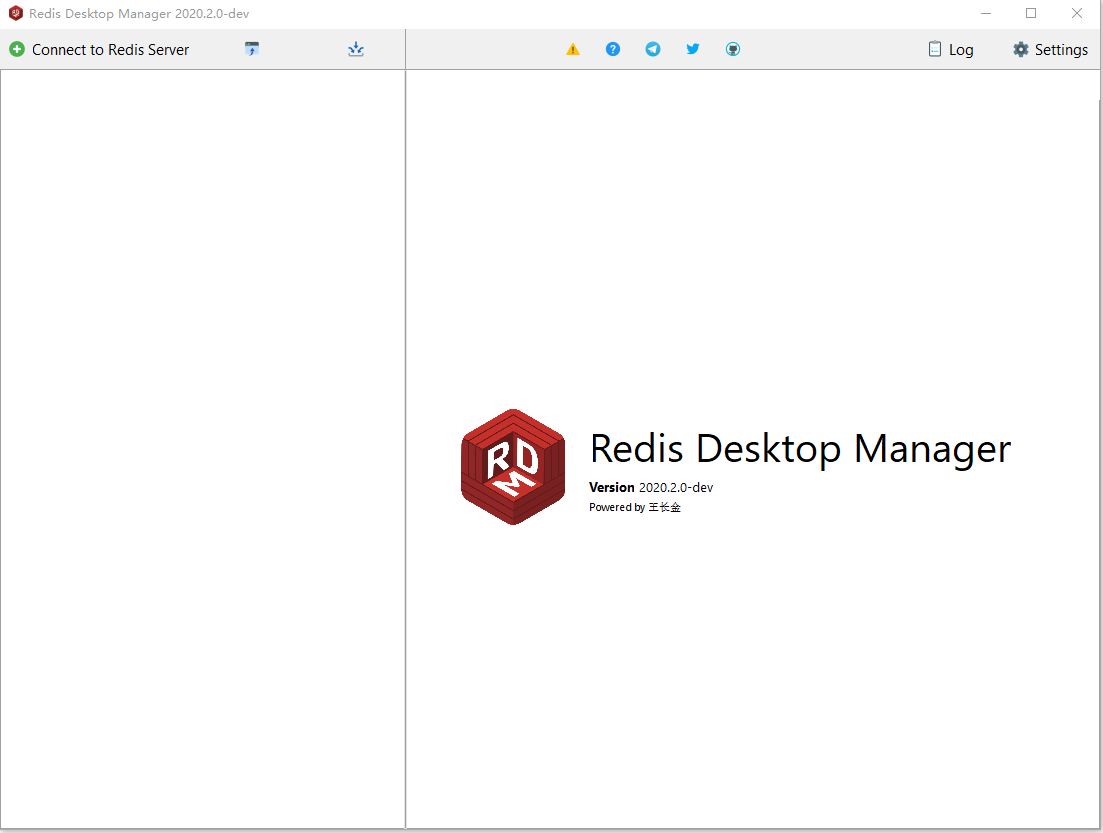 Redis Desktop Manager 2020.2.0-dev
Connect to Redis Server
Log
Settings
RDM
Redis Desktop Manager
Version 2020.2.0-dev
Powered by 王长金